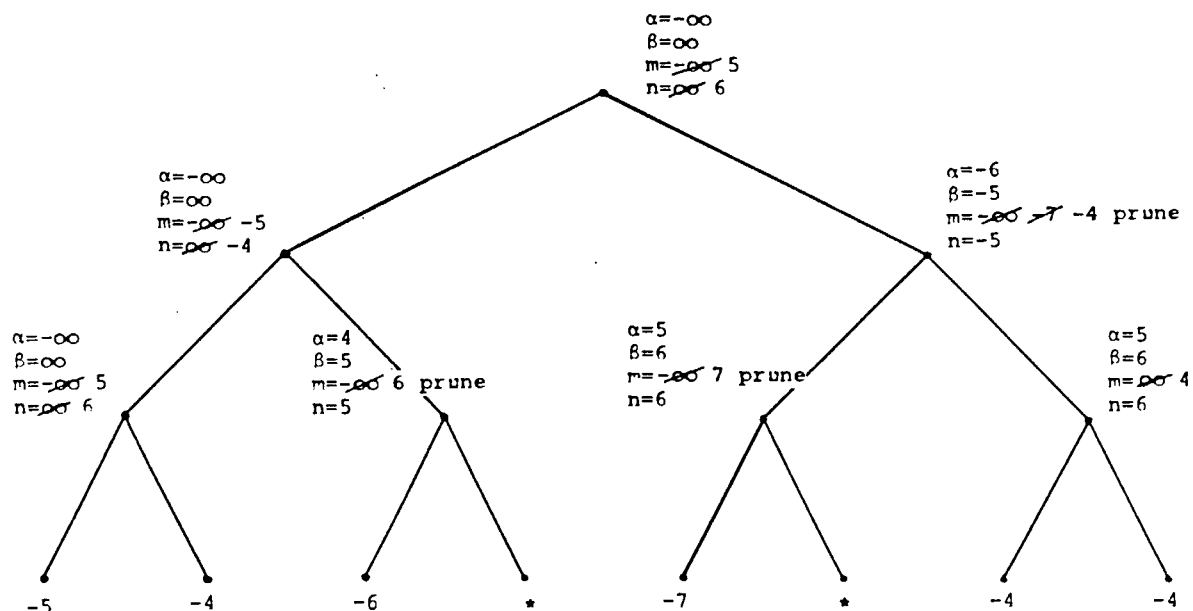 α=-∞
β=∞
m=-∞ 5
n=∞ 6
α=-∞
β=∞
m=-∞ -5
n=∞ -4
α=-6
β=-5
m=-∞ -7 -4 prune
n=-5
α=-∞
β=∞
m=-∞ 5
n=∞ 6
α=4
β=5
m=-∞ 6 prune
n=5
α=5
β=6
m=-∞ 7 prune
n=6
α=5
β=6
m=∞ 4
n=6
-5 -4 -6 * -7 * -4 -4